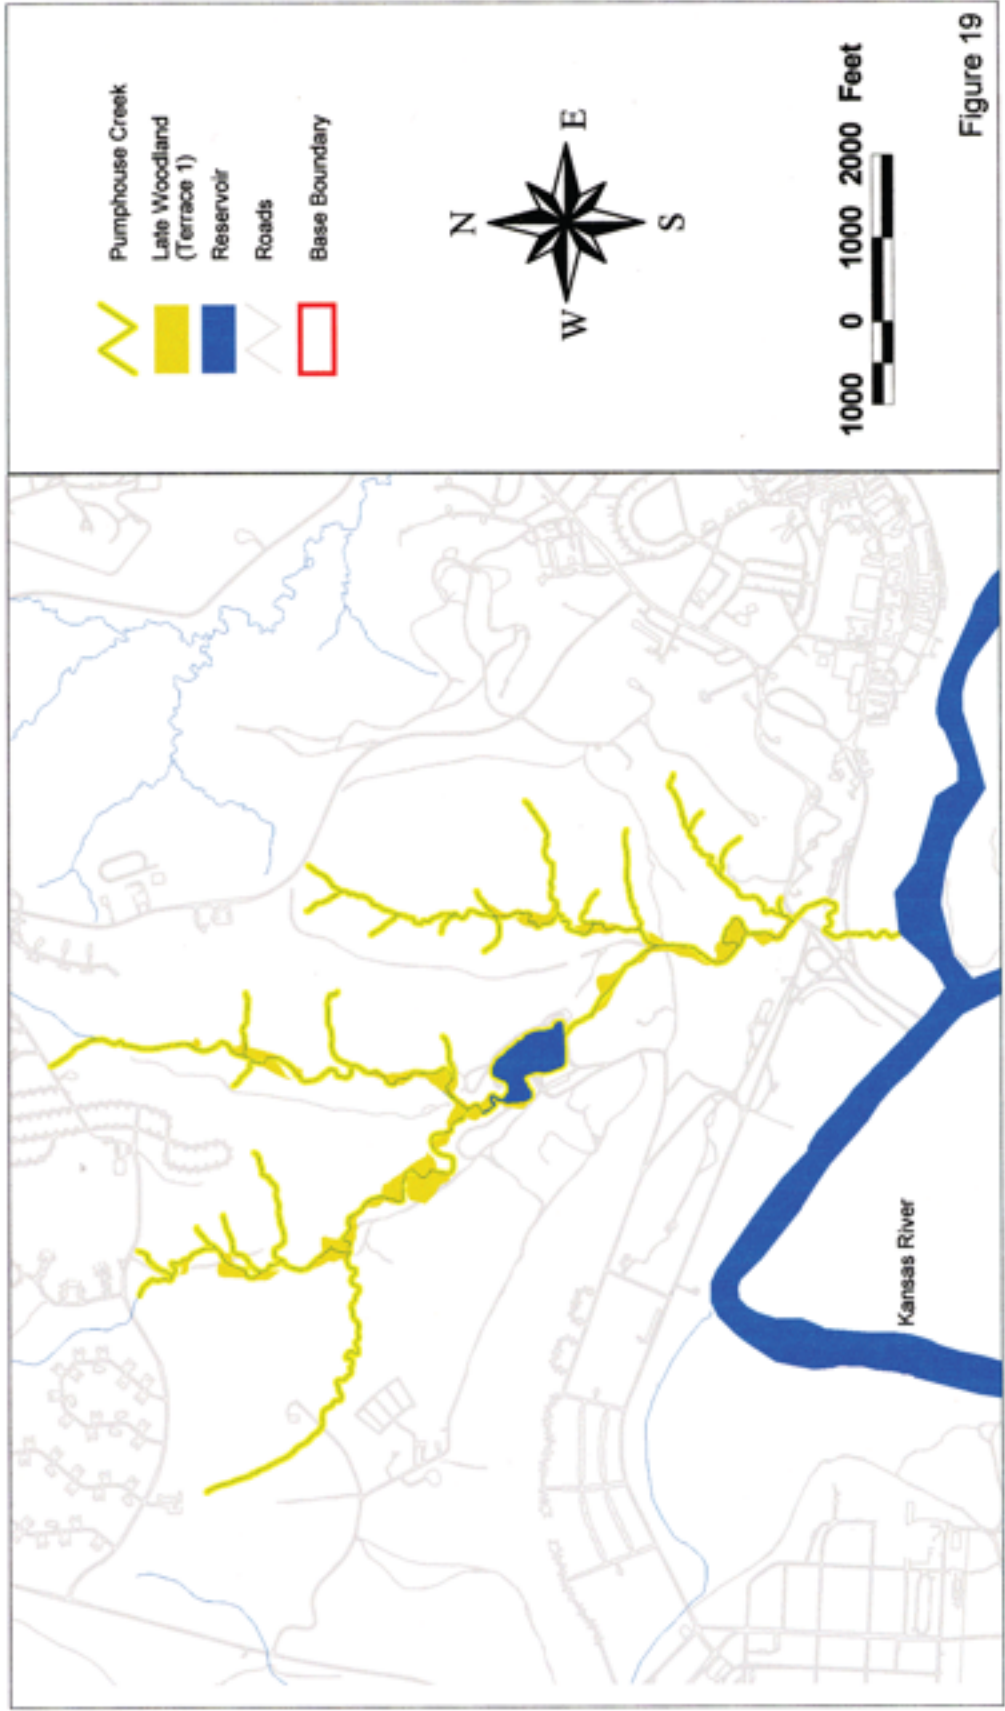 Pumphouse Creek
Late Woodland
(Terrace 1)
Reservoir
Roads
Base Boundary
N
W
E
S
1000 0 1000 2000 Feet
Figure 19
Kansas River